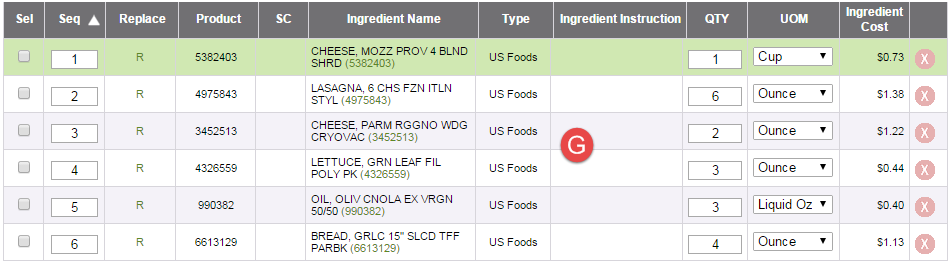 Sel Seq ▲ Replace Product SC Ingredient Name Type Ingredient Instruction QTY UOM Ingredient Cost
1 R 5382403 CHEESE, MOZZ PROV 4 BLND US Foods 1 Cup $0.73 X
SHRD (5382403)
2 R 4975843 LASAGNA, 6 CHS FZN ITLN US Foods 6 Ounce $1.38 X
STYL (4975843)
3 R 3452513 CHEESE, PARM RGGNO WDG US Foods 2 Ounce $1.22 X
CRYOVAC (3452513)
G
4 R 4326559 LETTUCE, GRN LEAF FIL US Foods 3 Ounce $0.44 X
POLY PK (4326559)
5 R 990382 OIL, OLIV CNOLA EX VRGN US Foods 3 Liquid Oz $0.40 X
50/50 (990382)
6 R 6613129 BREAD, GRLC 15" SLCD TFF US Foods 4 Ounce $1.13 X
PARBK (6613129)